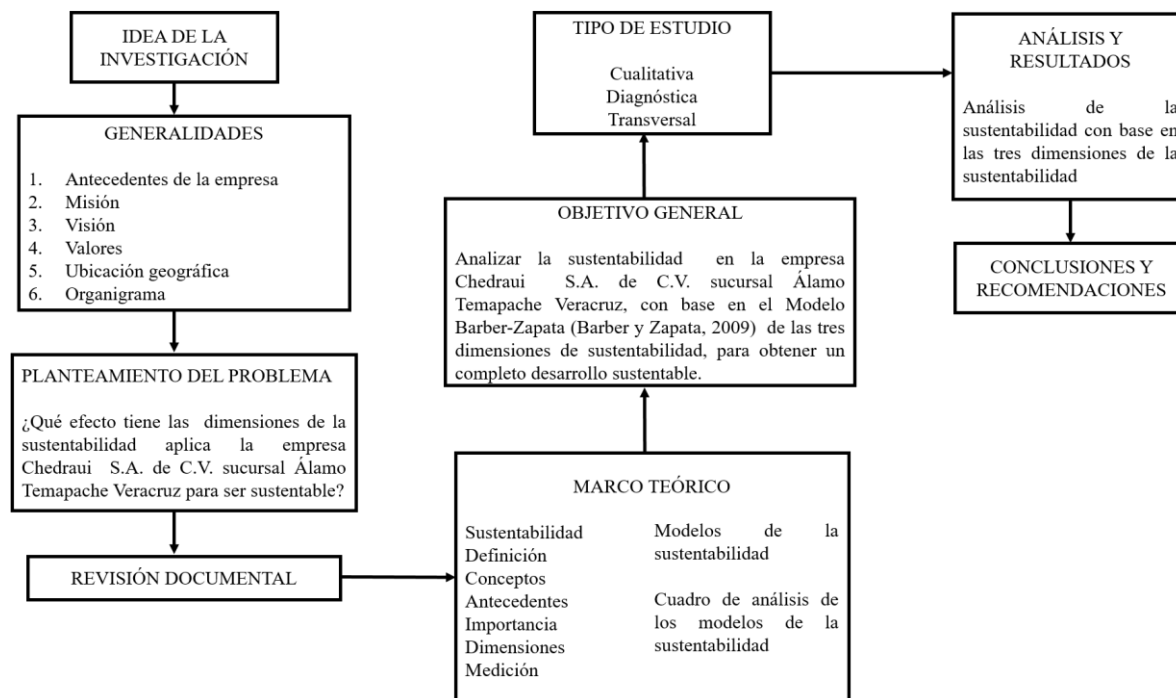 IDEA DE LA
INVESTIGACIÓN
GENERALIDADES
1. Antecedentes de la empresa
2. Misión
3. Visión
4. Valores
5. Ubicación geográfica
6. Organigrama
PLANTEAMIENTO DEL PROBLEMA
¿Qué efecto tiene las dimensiones de la
sustentabilidad aplica la empresa
Chedraui S.A. de C.V. sucursal Álamo
Temapache Veracruz para ser sustentable?
REVISIÓN DOCUMENTAL
MARCO TEÓRICO
Sustentabilidad
Definición
Conceptos
Antecedentes
Importancia
Dimensiones
Medición
Modelos de la
sustentabilidad
Cuadro de análisis de
los modelos de la
sustentabilidad
OBJETIVO GENERAL
Analizar la sustentabilidad en la empresa
Chedraui S.A. de C.V. sucursal Álamo
Temapache Veracruz, con base en el Modelo
Barber-Zapata (Barber y Zapata, 2009) de las tres
dimensiones de sustentabilidad, para obtener un
completo desarrollo sustentable.
TIPO DE ESTUDIO
Cualitativa
Diagnóstica
Transversal
ANÁLISIS Y
RESULTADOS
Análisis de la
sustentabilidad con base en
las tres dimensiones de la
sustentabilidad
CONCLUSIONES Y
RECOMENDACIONES